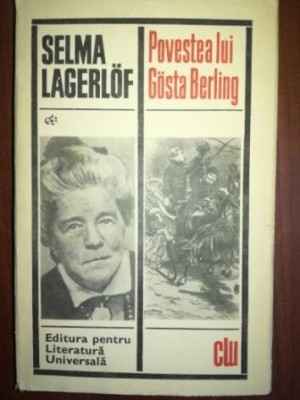 SELMA
LAGERLÖF
Povestea lui
Gösta Berling
Editura pentru
Literatură
Universală
clu